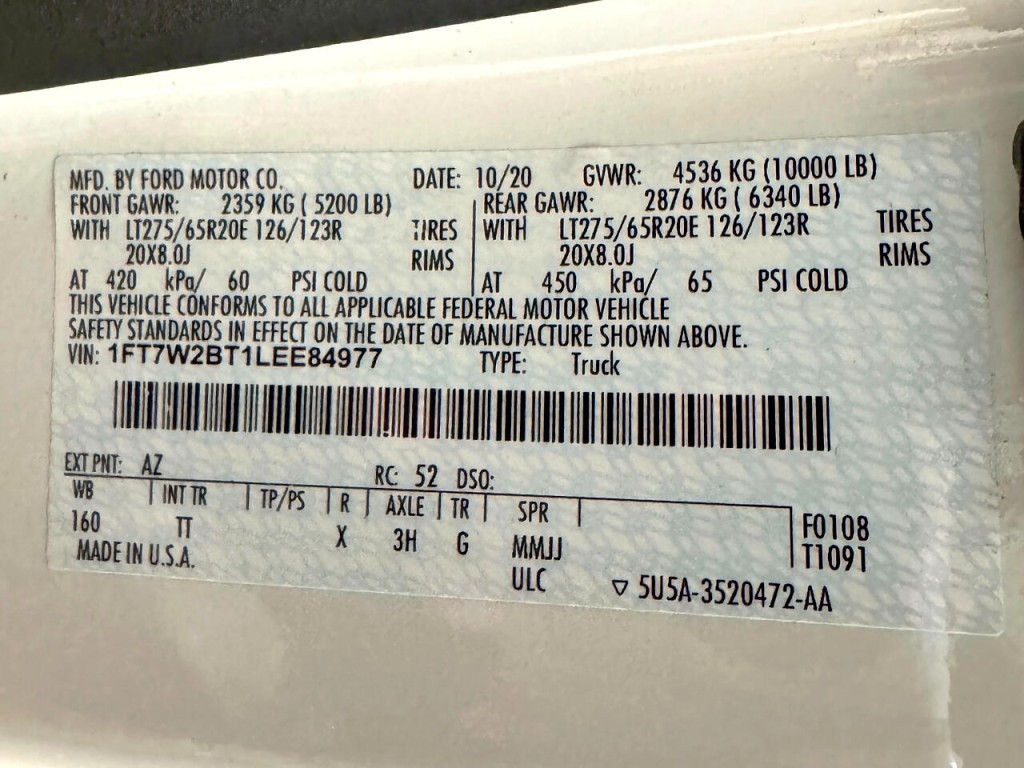 MFD. BY FORD MOTOR CO. DATE: 10/20 GVWR: 4536 KG (10000 LB)
FRONT GAWR: 2359 KG ( 5200 LB) REAR GAWR: 2876 KG ( 6340 LB)
WITH LT275/65R20E 126/123R TIRES WITH LT275/65R20E 126/123R TIRES
20X8.0J RIMS 20X8.0J RIMS
AT 420 kPa/ 60 PSI COLD AT 450 kPa/ 65 PSI COLD
THIS VEHICLE CONFORMS TO ALL APPLICABLE FEDERAL MOTOR VEHICLE
SAFETY STANDARDS IN EFFECT ON THE DATE OF MANUFACTURE SHOWN ABOVE.
VIN: 1FT7W2BT1LEE84977 TYPE: Truck
EXT PNT: AZ RC: 52 DSO:
WB INT TR TP/PS R AXLE TR SPR F0108
160 TT X 3H G MMJJ T1091
MADE IN U.S.A. ULC ▽ 5U5A-3520472-AA